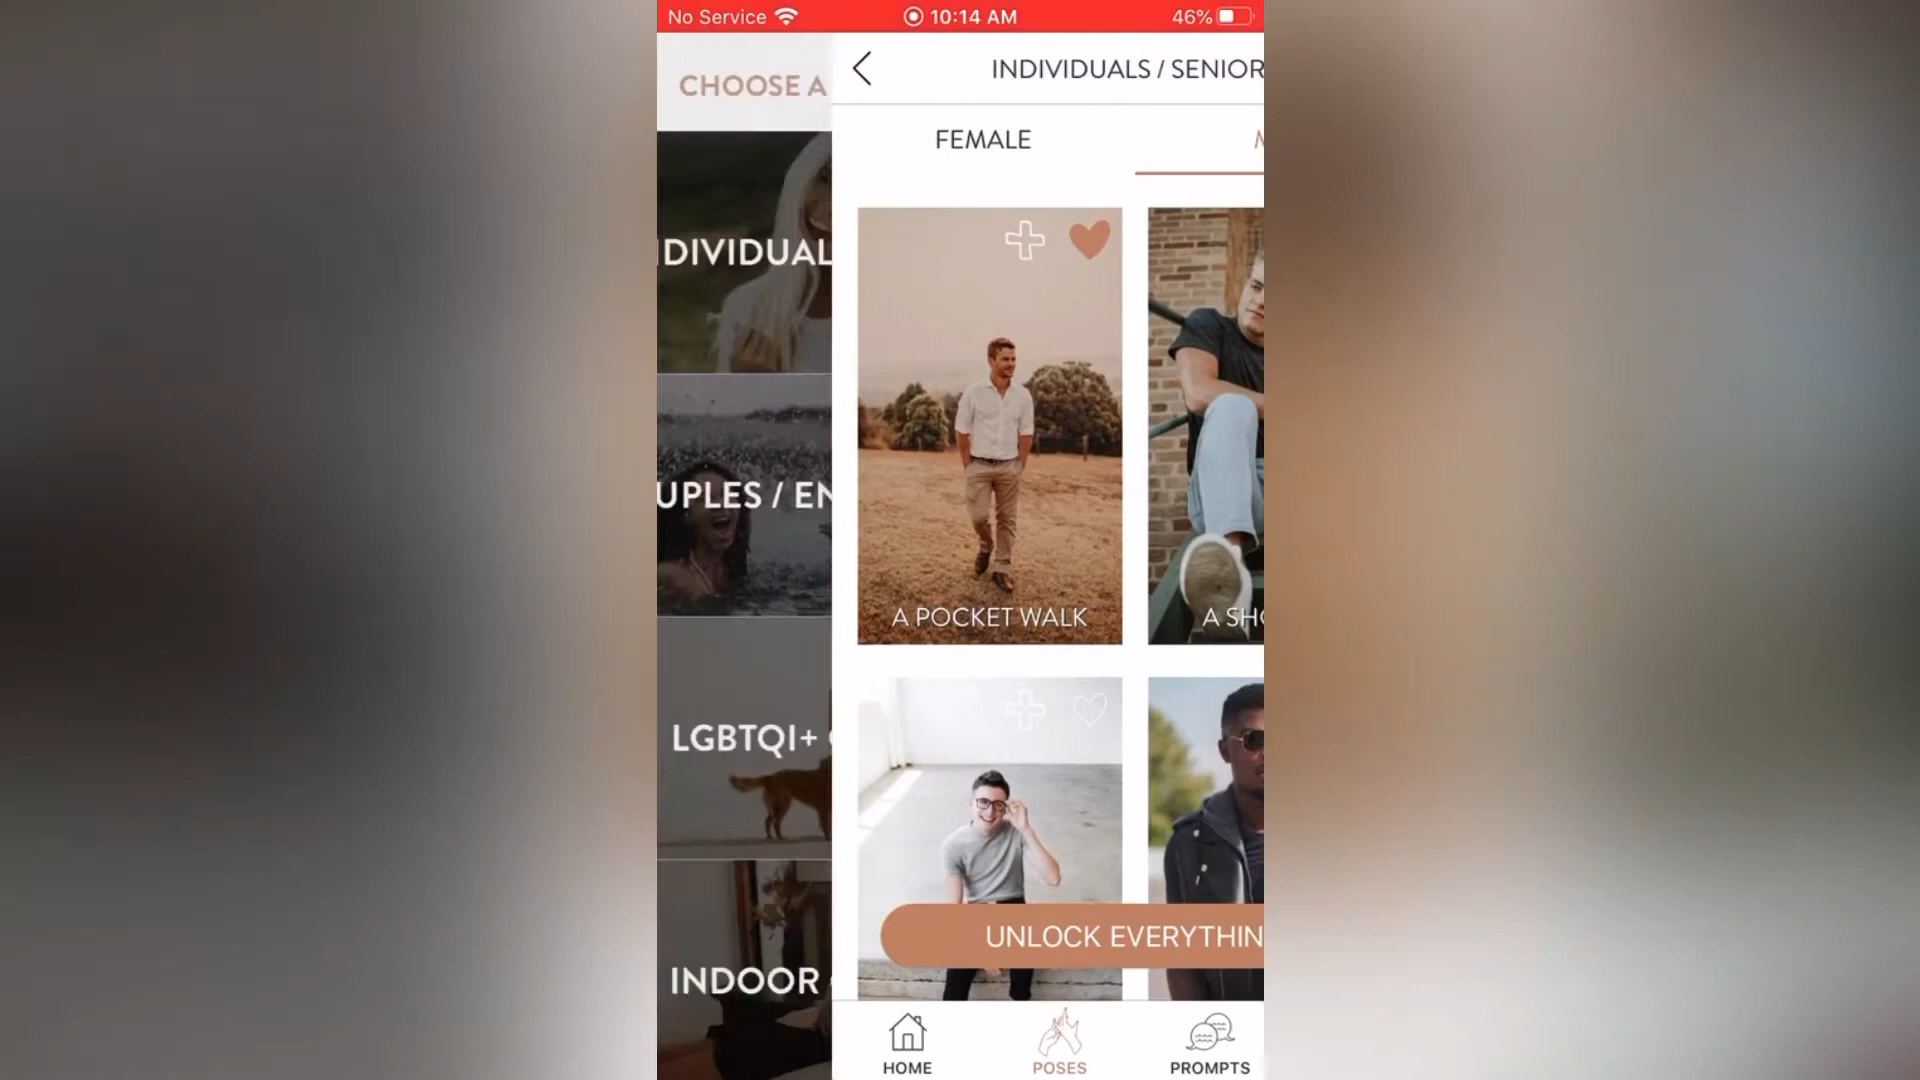 No Service 10:14 AM 46%
CHOOSE A
INDIVIDUALS / SENIOR
FEMALE
DIVIDUAL
UPLES / EN
LGBTQI+
INDOOR
A POCKET WALK
A SHO
UNLOCK EVERYTHIN
HOME
POSES
PROMPTS